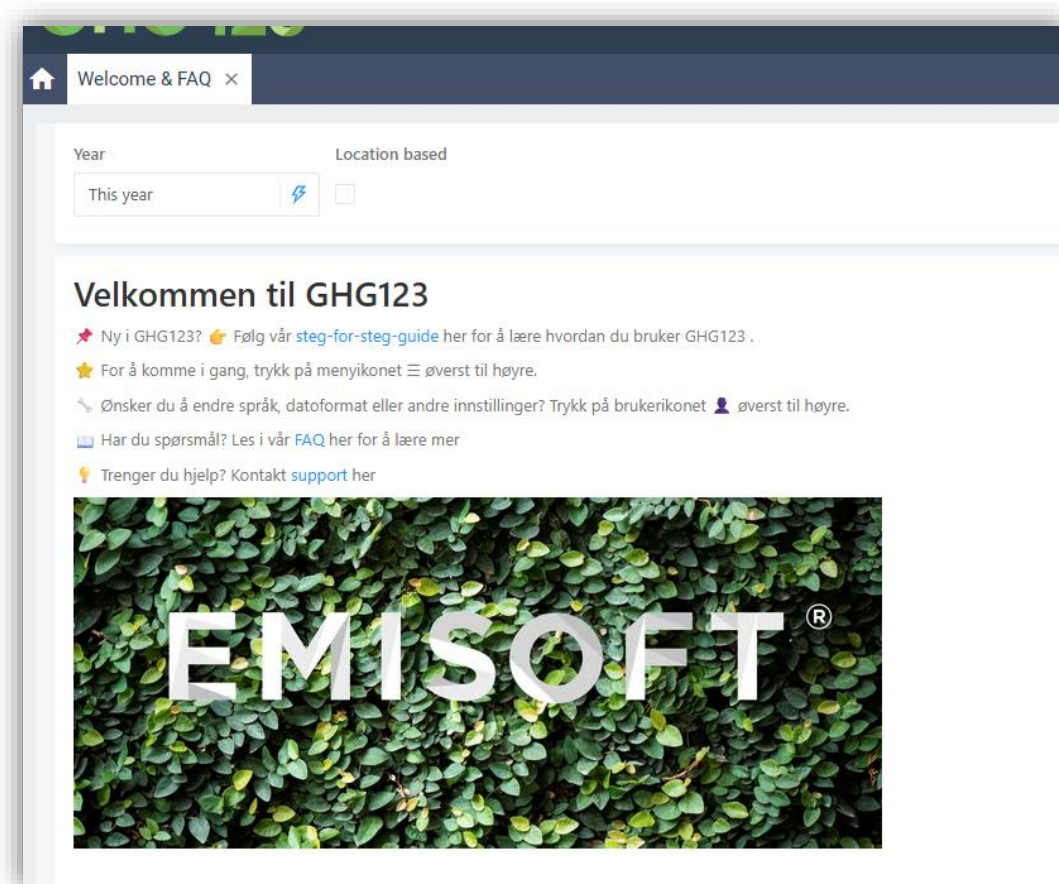 GHG 123
Welcome & FAQ ×
Year
Location based
This year
Velkommen til GHG123
📌 Ny i GHG123? 👉 Følg vår steg-for-steg-guide her for å lære hvordan du bruker GHG123 .
⭐ For å komme i gang, trykk på menyikonet ☰ øverst til høyre.
🔧 Ønsker du å endre språk, datoformat eller andre innstillinger? Trykk på brukerikonet 👤 øverst til høyre.
📖 Har du spørsmål? Les i vår FAQ her for å lære mer
💡 Trenger du hjelp? Kontakt support her
EMISOFT®